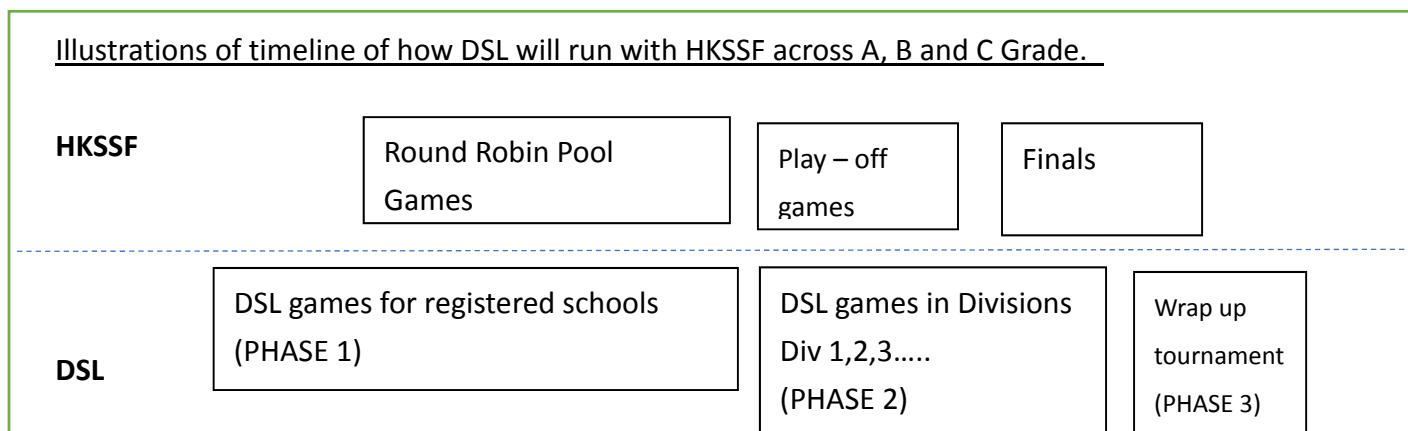 Illustrations of timeline of how DSL will run with HKSSF across A, B and C Grade.
HKSSF
Round Robin Pool
Games
Play – off
games
Finals
DSL
DSL games for registered schools
(PHASE 1)
DSL games in Divisions
Div 1,2,3…..
(PHASE 2)
Wrap up
tournament
(PHASE 3)